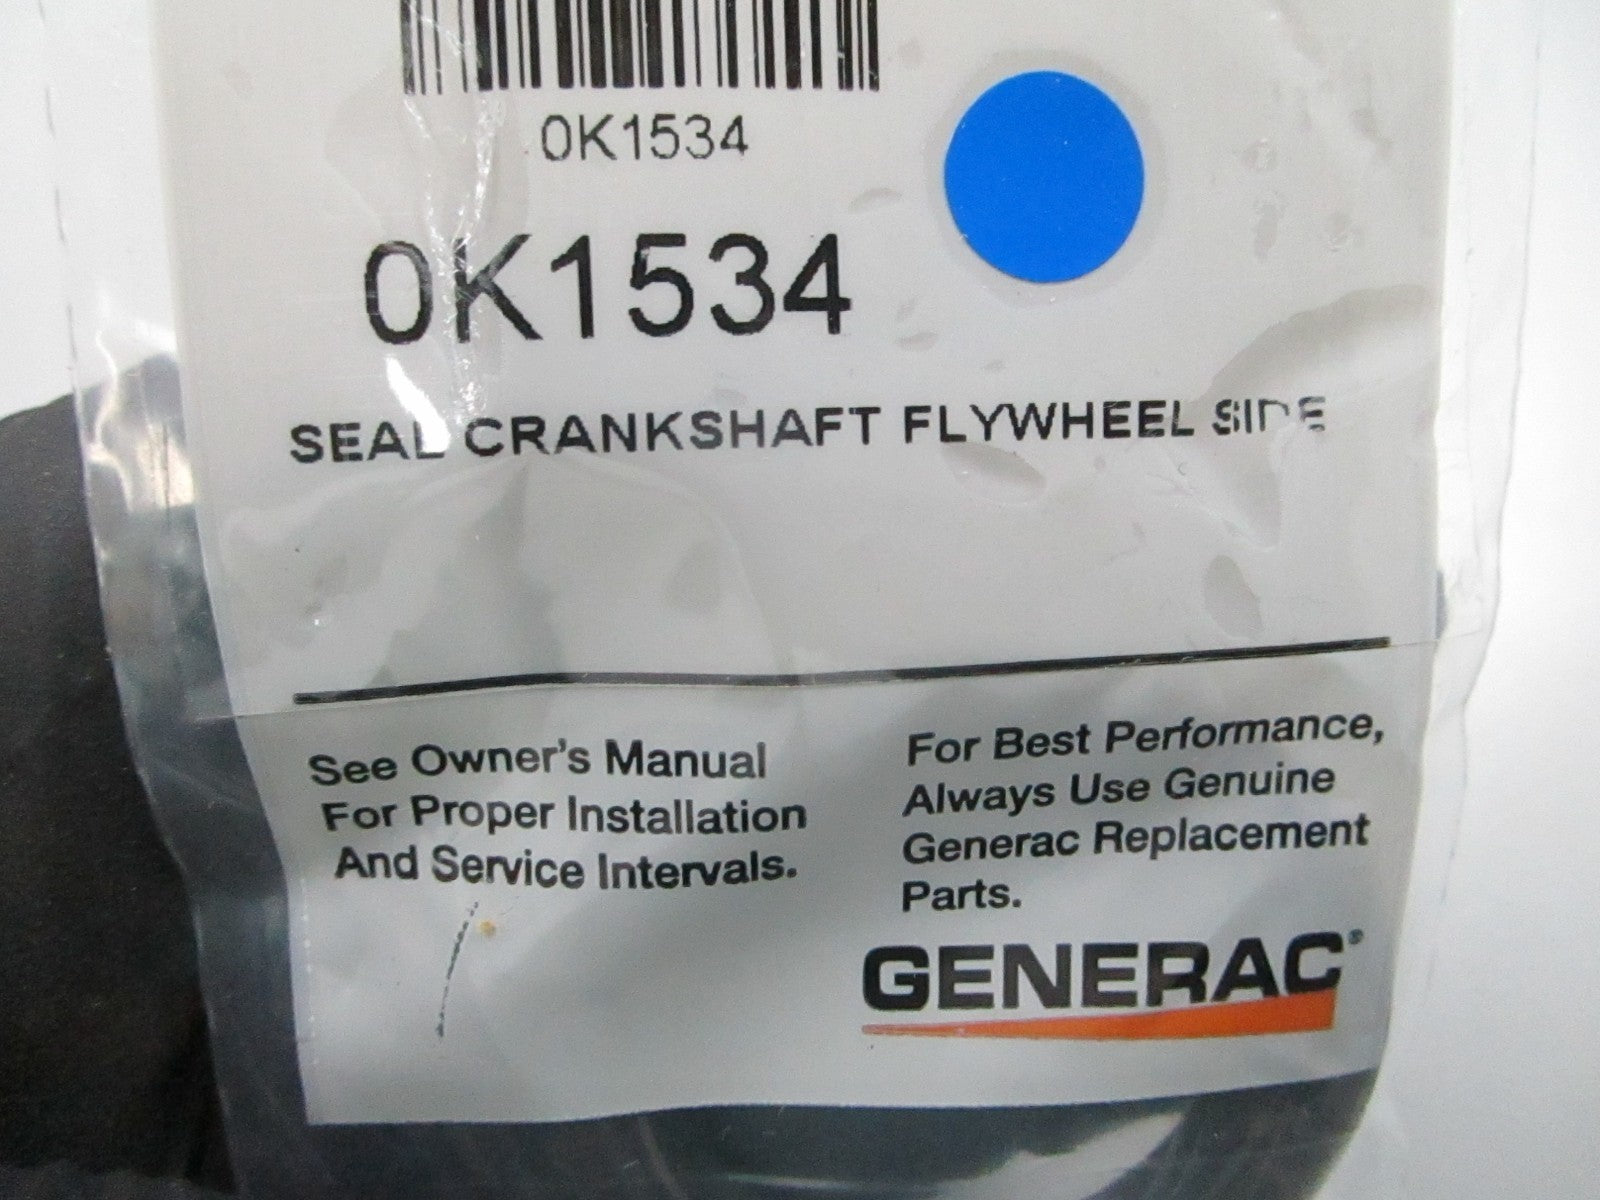 0K1534
0K1534
SEAL CRANKSHAFT FLYWHEEL SIDE
See Owner's Manual
For Proper Installation
And Service Intervals.
For Best Performance,
Always Use Genuine
Generac Replacement
Parts.
GENERAC®